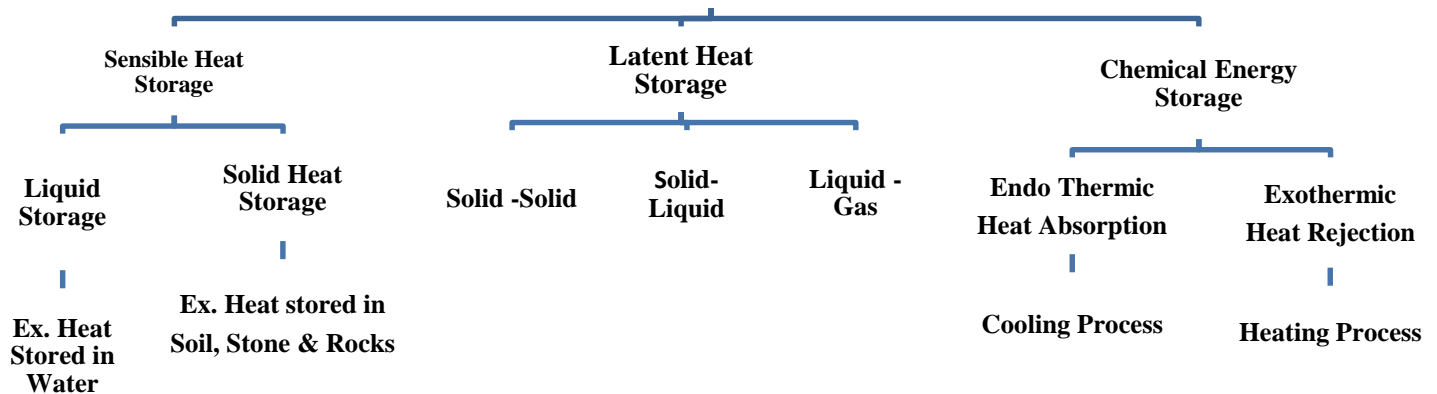 Sensible Heat
Storage
Latent Heat
Storage
Chemical Energy
Storage
Liquid
Storage
Solid Heat
Storage
Solid -Solid
Solid-
Liquid
Liquid -
Gas
Endo Thermic
Heat Absorption
Exothermic
Heat Rejection
Ex. Heat
Stored in
Water
Ex. Heat stored in
Soil, Stone & Rocks
Cooling Process
Heating Process